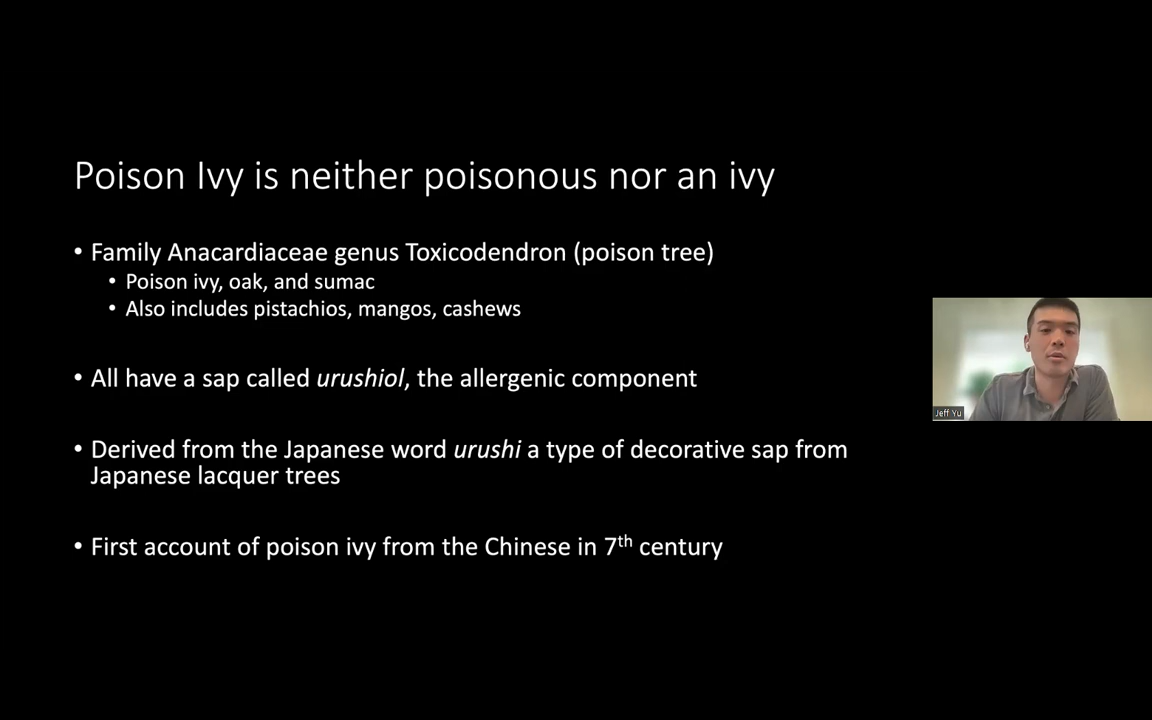 Poison Ivy is neither poisonous nor an ivy
• Family Anacardiaceae genus Toxicodendron (poison tree)
• Poison ivy, oak, and sumac
• Also includes pistachios, mangos, cashews
• All have a sap called urushiol, the allergenic component
• Derived from the Japanese word urushi a type of decorative sap from
Japanese lacquer trees
• First account of poison ivy from the Chinese in 7th century
Jeff Yu